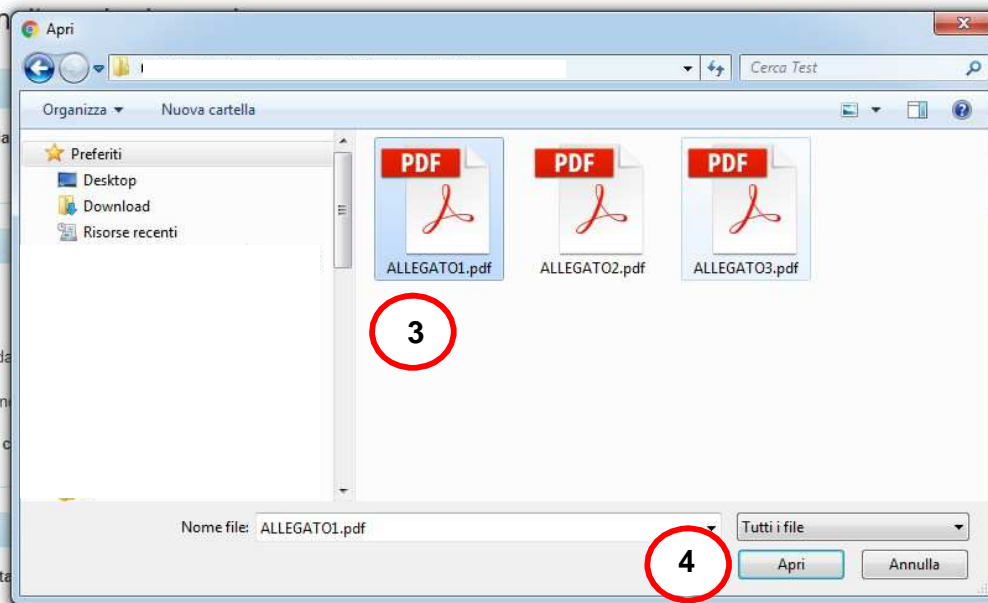 Apri
Cerca Test
Organizza
Nuova cartella
Preferiti
Desktop
Download
Risorse recenti
PDF
PDF
PDF
ALLEGATO1.pdf
ALLEGATO2.pdf
ALLEGATO3.pdf
3
Nome file:
ALLEGATO1.pdf
Tutti i file
4
Apri
Annulla